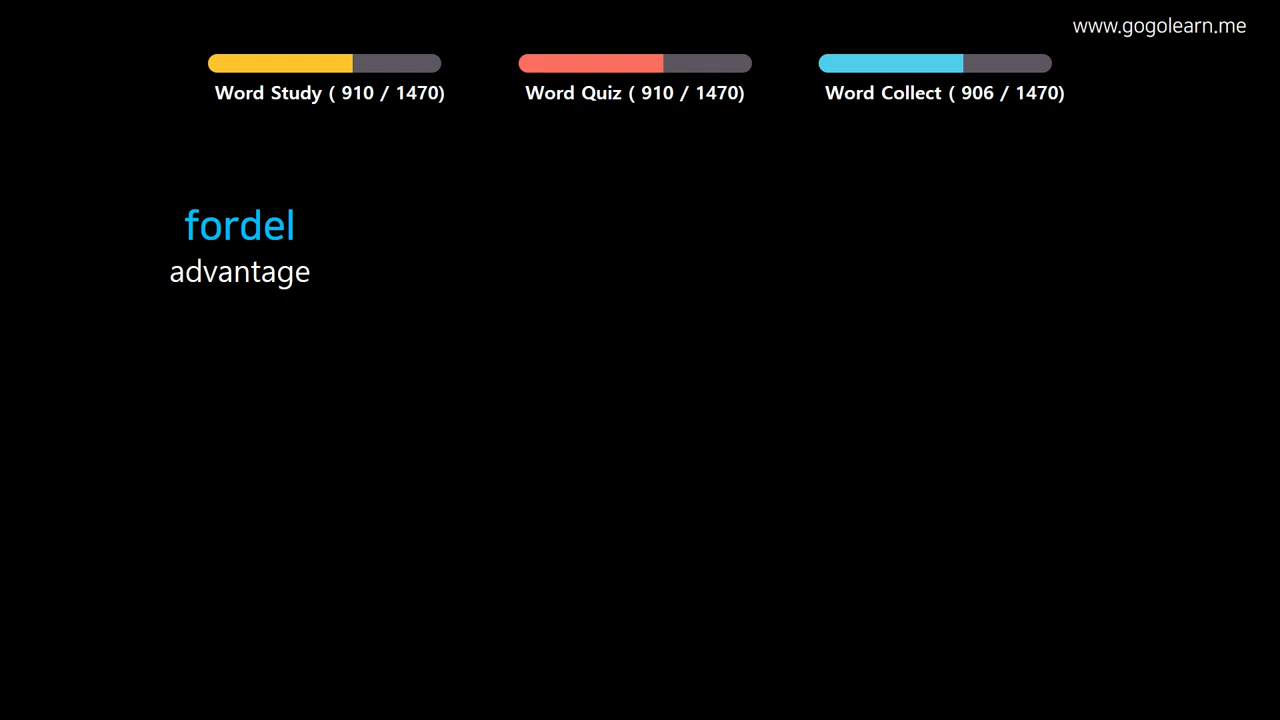 www.gogolearn.me
Word Study ( 910 / 1470)
Word Quiz ( 910 / 1470)
Word Collect ( 906 / 1470)
fordel
advantage